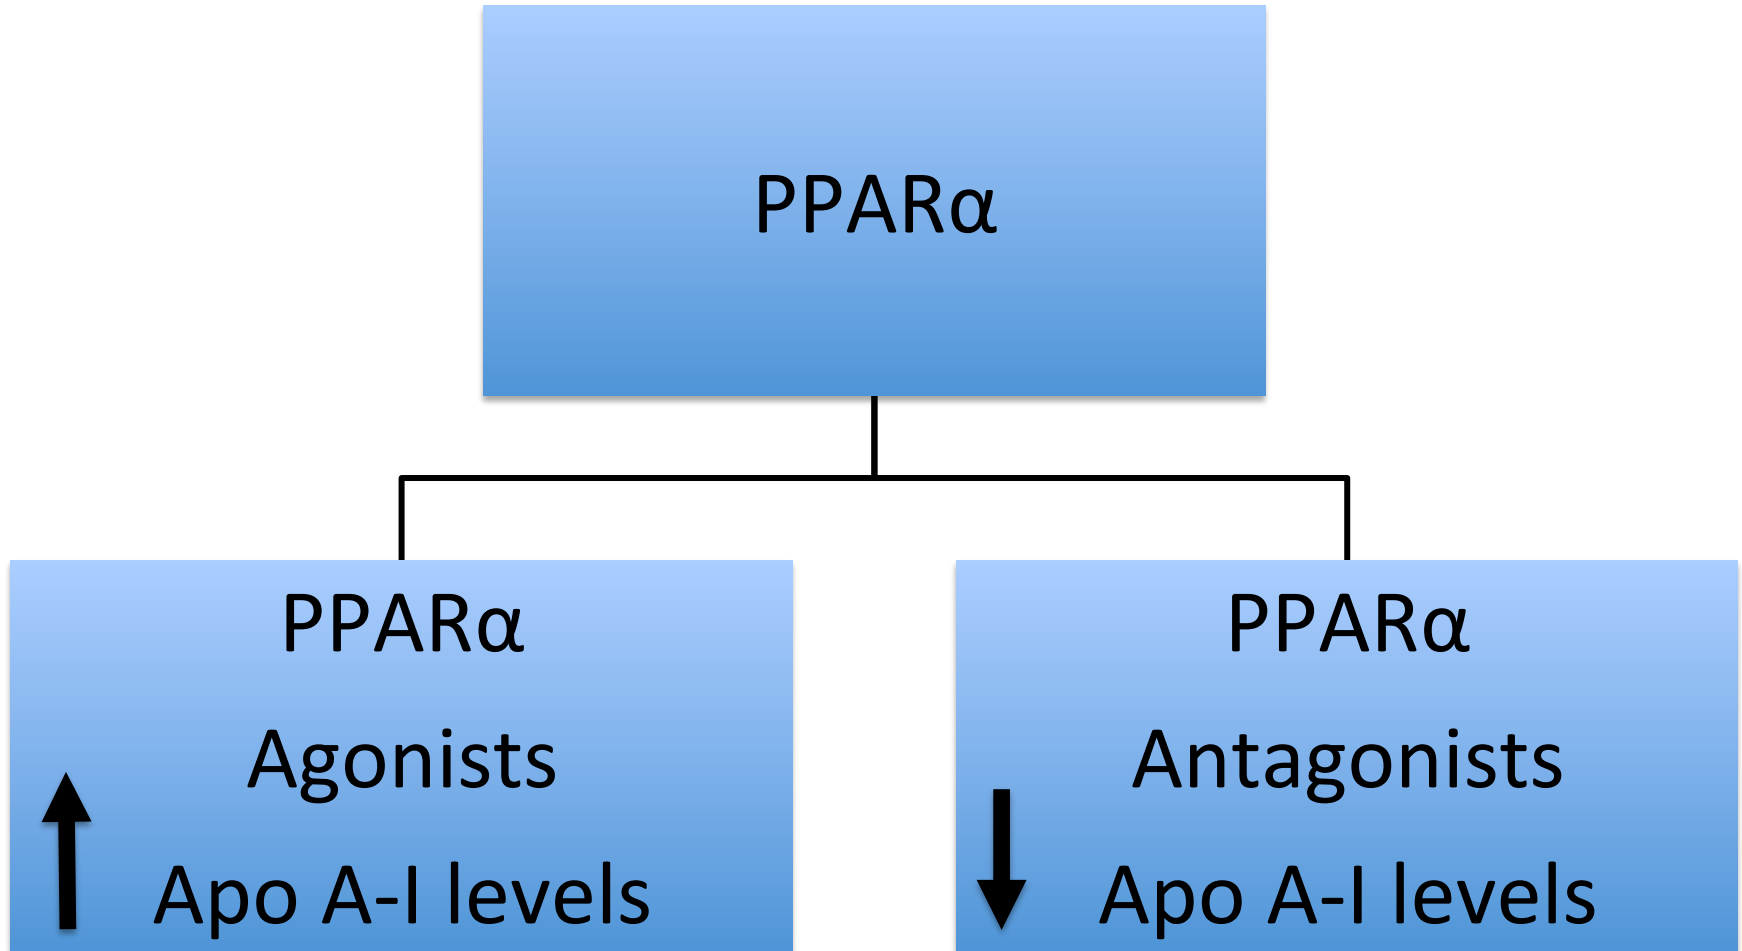 PPARα
PPARα
Agonists
Apo A-I levels
PPARα
Antagonists
Apo A-I levels